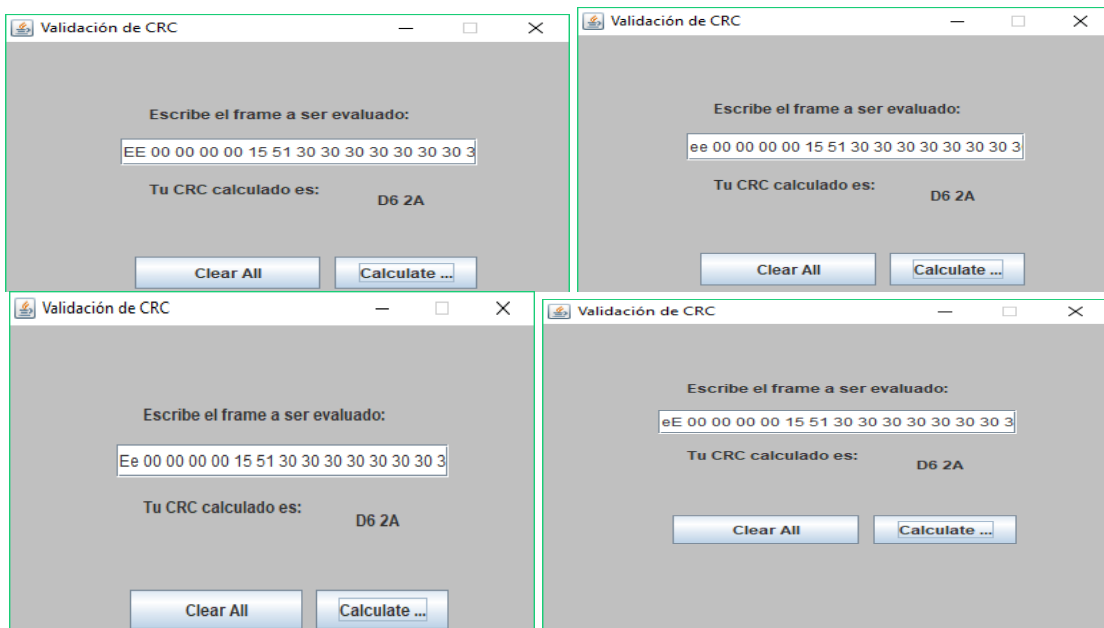 Validación de CRC
Escribe el frame a ser evaluado:
EE 00 00 00 00 15 51 30 30 30 30 30 30 30 3
Tu CRC calculado es:
D6 2A
Clear All
Calculate ...
Validación de CRC
Escribe el frame a ser evaluado:
ee 00 00 00 00 15 51 30 30 30 30 30 30 30 3
Tu CRC calculado es:
D6 2A
Clear All
Calculate ...
Validación de CRC
Escribe el frame a ser evaluado:
Ee 00 00 00 00 15 51 30 30 30 30 30 30 30 3
Tu CRC calculado es:
D6 2A
Clear All
Calculate ...
Validación de CRC
Escribe el frame a ser evaluado:
eE 00 00 00 00 15 51 30 30 30 30 30 30 30 3
Tu CRC calculado es:
D6 2A
Clear All
Calculate ...